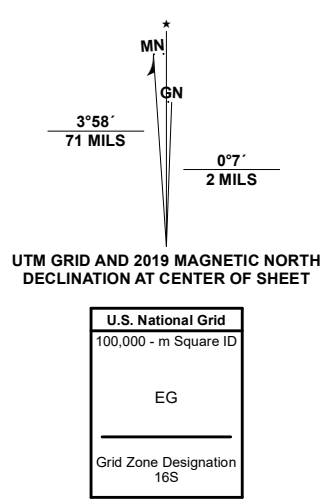 MN
GN
3°58´
71 MILS
0°7´
2 MILS
UTM GRID AND 2019 MAGNETIC NORTH
DECLINATION AT CENTER OF SHEET
U.S. National Grid
100,000 - m Square ID
EG
Grid Zone Designation
16S